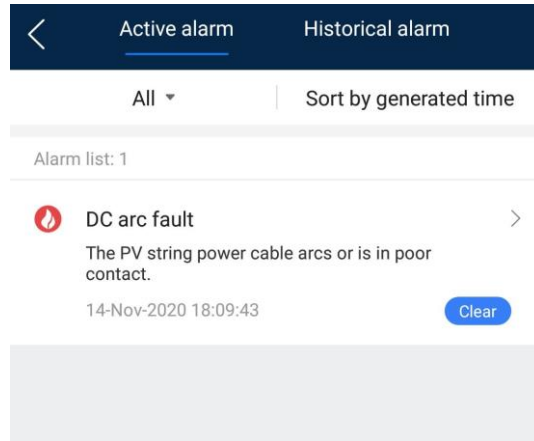 Active alarm Historical alarm
All Sort by generated time
Alarm list: 1
DC arc fault
The PV string power cable arcs or is in poor
contact.
14-Nov-2020 18:09:43 Clear